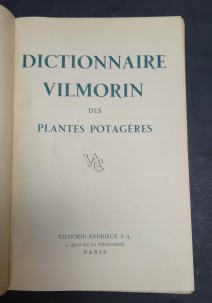 DICTIONNAIRE
VILMORIN
DES
PLANTES POTAGÈRES
VILMORIN-ANDRIEUX, S. A.
4, QUAI DE LA MÉGISSERIE
PARIS